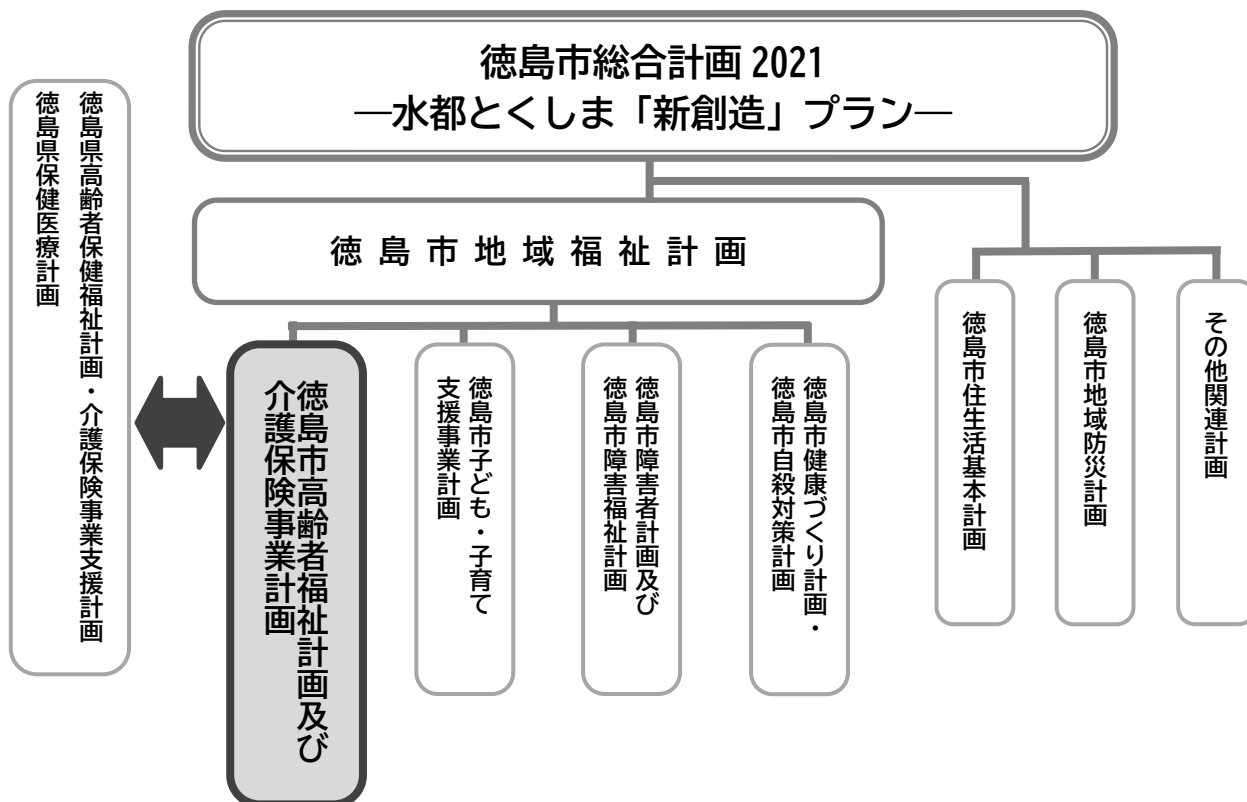 徳島市総合計画 2021
―水都とくしま「新創造」プラン―
徳島県高齢者保健福祉計画・介護保険事業支援計画
徳島県保健医療計画
徳島市地域福祉計画
徳島市高齢者福祉計画及び
介護保険事業計画
徳島市子ども・子育て
支援事業計画
徳島市障害者計画及び
徳島市障害福祉計画
徳島市健康づくり計画・
徳島市自殺対策計画
徳島市住生活基本計画
徳島市地域防災計画
その他関連計画